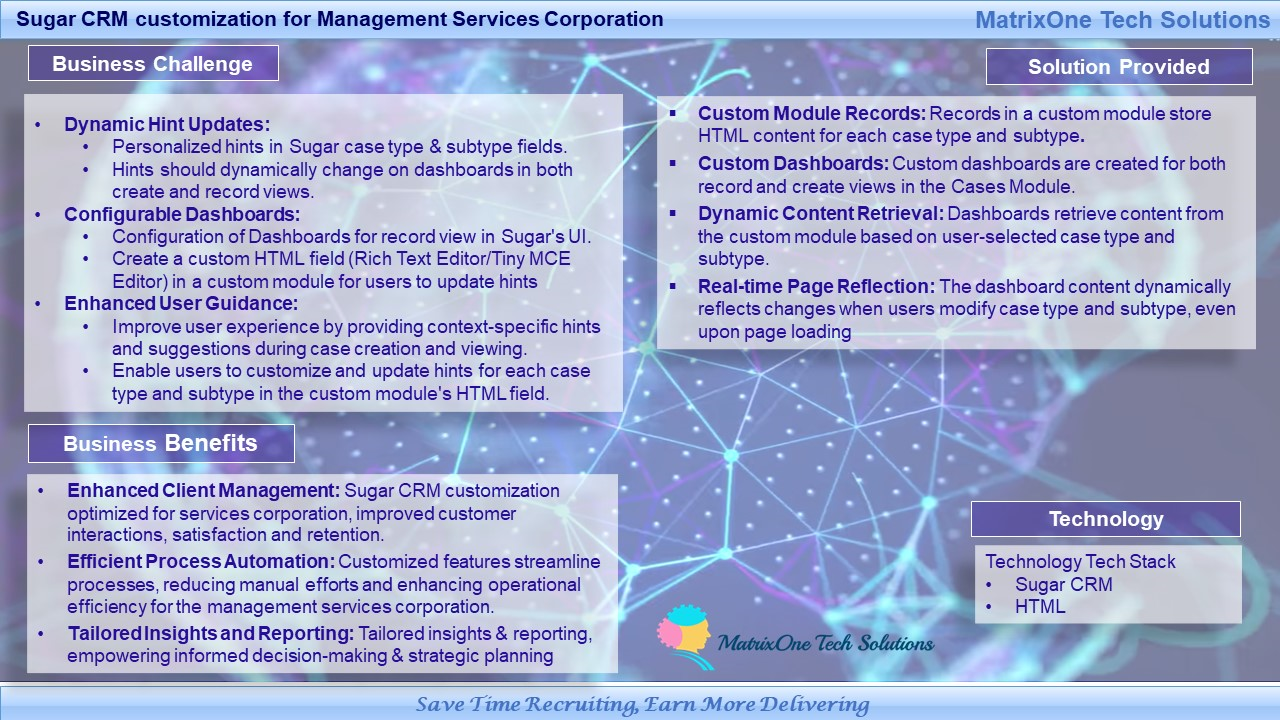 Sugar CRM customization for Management Services Corporation
MatrixOne Tech Solutions
Business Challenge
• Dynamic Hint Updates:
• Personalized hints in Sugar case type & subtype fields.
• Hints should dynamically change on dashboards in both
create and record views.
• Configurable Dashboards:
• Configuration of Dashboards for record view in Sugar's UI.
• Create a custom HTML field (Rich Text Editor/Tiny MCE
Editor) in a custom module for users to update hints
• Enhanced User Guidance:
• Improve user experience by providing context-specific hints
and suggestions during case creation and viewing.
• Enable users to customize and update hints for each case
type and subtype in the custom module's HTML field.
Solution Provided
▪ Custom Module Records: Records in a custom module store
HTML content for each case type and subtype.
▪ Custom Dashboards: Custom dashboards are created for both
record and create views in the Cases Module.
▪ Dynamic Content Retrieval: Dashboards retrieve content from
the custom module based on user-selected case type and
subtype.
▪ Real-time Page Reflection: The dashboard content dynamically
reflects changes when users modify case type and subtype, even
upon page loading
Business Benefits
• Enhanced Client Management: Sugar CRM customization
optimized for services corporation, improved customer
interactions, satisfaction and retention.
• Efficient Process Automation: Customized features streamline
processes, reducing manual efforts and enhancing operational
efficiency for the management services corporation.
• Tailored Insights and Reporting: Tailored insights & reporting,
empowering informed decision-making & strategic planning
Technology
Technology Tech Stack
• Sugar CRM
• HTML
MatrixOne Tech Solutions
Save Time Recruiting, Earn More Delivering